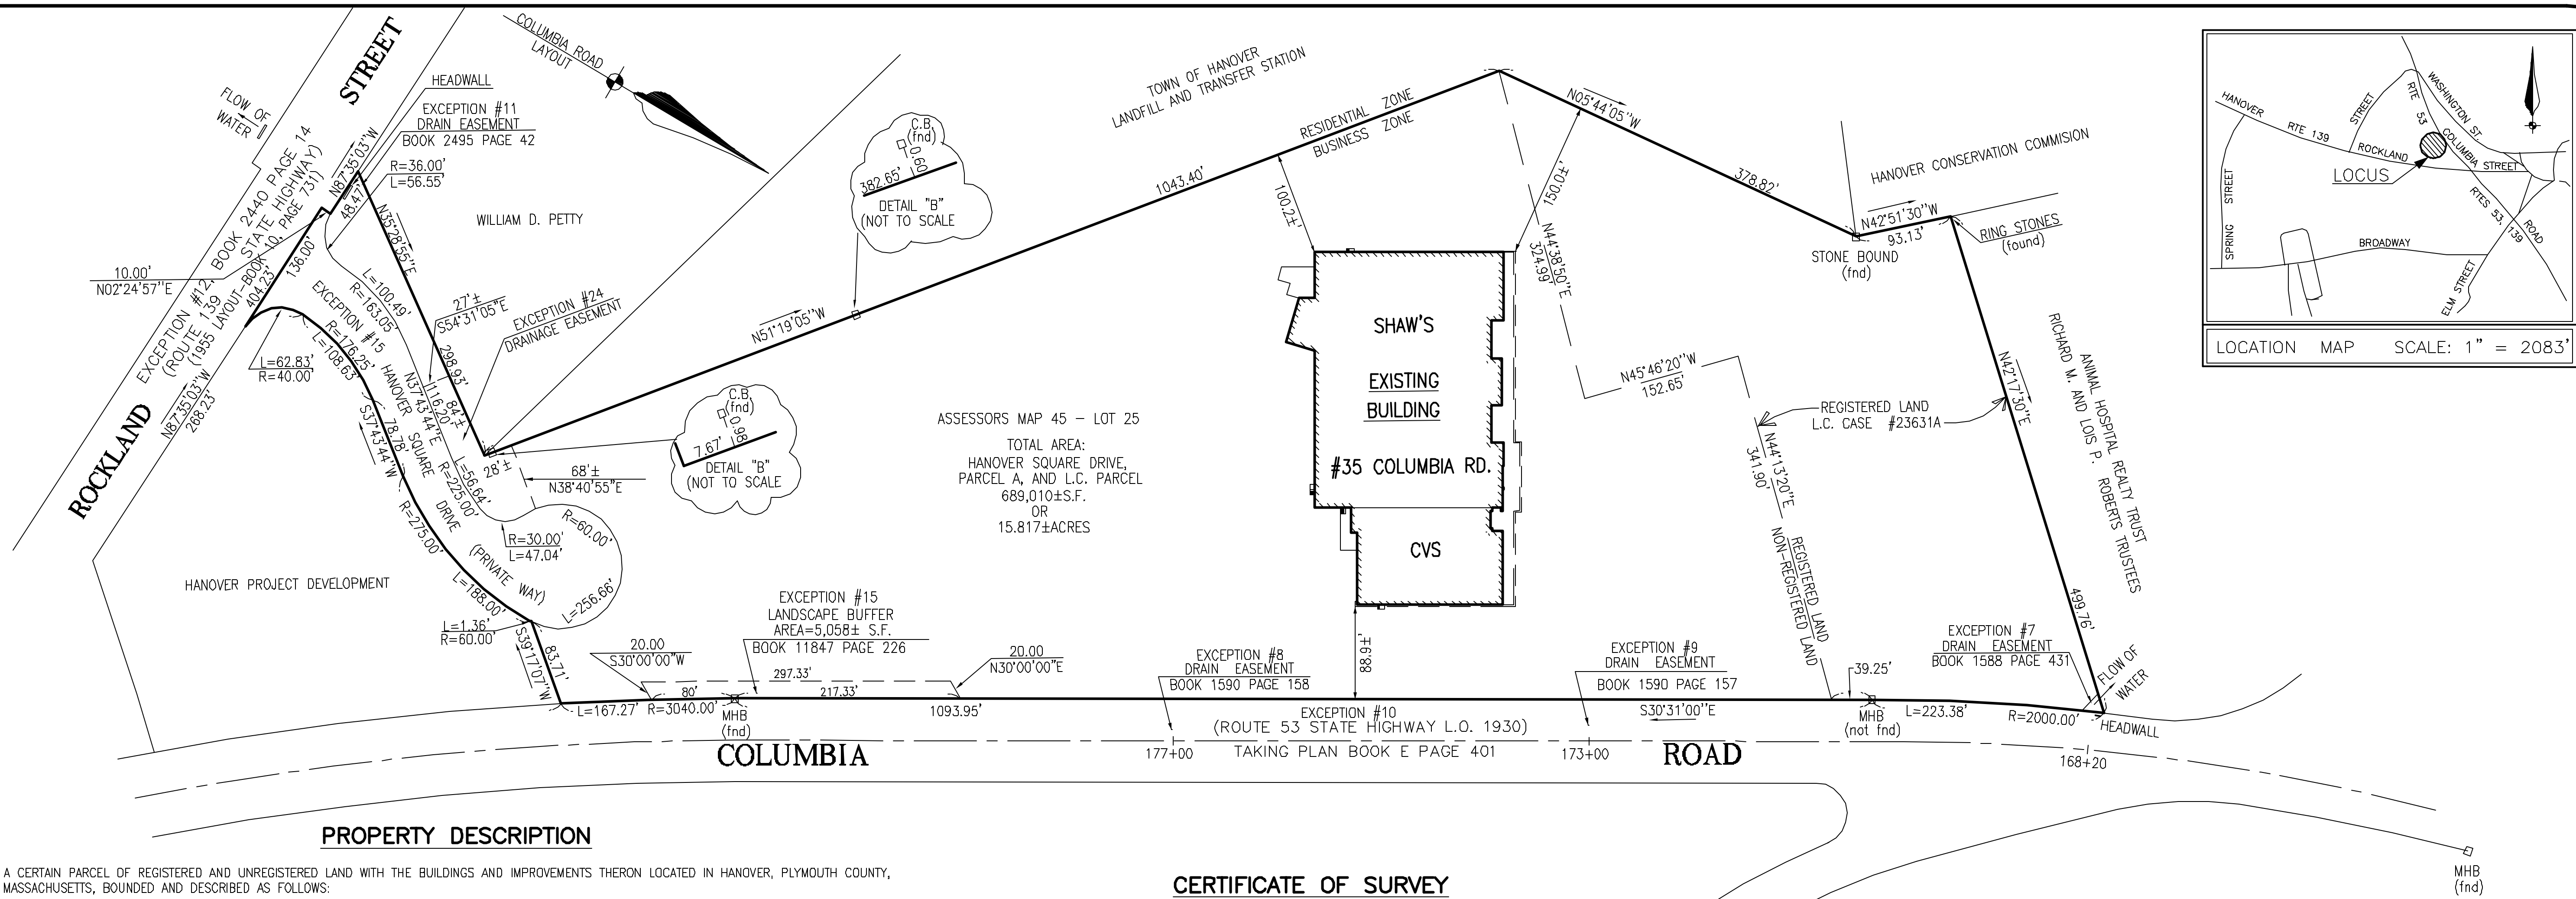 COLUMBIA ROAD
LAYOUT
STREET
HEADWALL
EXCEPTION #11
DRAIN EASEMENT
BOOK 2495 PAGE 42
R=36.00'
L=56.55'
FLOW OF
WATER
N87°35'03"W
48.47'
EXCEPTION #12, BOOK 2440 PAGE 14
(ROUTE 139 STATE HIGHWAY)
(1955 LAYOUT-BOOK 10, PAGE 731)
WILLIAM D. PETTY
N35°28'55"E
298.93'
136.00'
404.23'
10.00'
N02°24'57"E
L=100.49'
R=163.05'
27'±
S54°31'05"E
EXCEPTION #24
DRAINAGE EASEMENT
EXCEPTION #15
HANOVER SQUARE DRIVE
(PRIVATE WAY)
R=176.25'
L=108.63'
L=62.83'
R=40.00'
N87°35'03"W
268.23'
ROCKLAND
S37°43'44"W
78.78'
N37°43'44"E
116.20'
84'±
28'±
L=56.64'
R=225.00'
68'±
N38°40'55"E
R=275.00'
L=188.00'
R=30.00'
L=47.04'
R=60.00'
L=256.66'
L=1.36'
R=60.00'
S39°17'07"W
83.71'
HANOVER PROJECT DEVELOPMENT
C.B.
(fnd)
0.60
382.65'
DETAIL "B"
(NOT TO SCALE
C.B.
(fnd)
0.98
7.67'
DETAIL "B"
(NOT TO SCALE
N51°19'05"W
1043.40'
TOWN OF HANOVER
LANDFILL AND TRANSFER STATION
RESIDENTIAL ZONE
BUSINESS ZONE
100.2±'
150.0±'
N05°44'05"W
378.82'
HANOVER CONSERVATION COMMISION
N42°51'30"W
93.13'
RING STONES
(found)
STONE BOUND
(fnd)
N44°38'50"E
324.99'
N45°46'20"W
152.65'
REGISTERED LAND
L.C. CASE #23631A
N44°13'20"E
341.90'
REGISTERED LAND
NON-REGISTERED LAND
N42°17'30"E
499.76'
ANIMAL HOSPITAL REALTY TRUST
RICHARD M. AND LOIS P. ROBERTS TRUSTEES
SHAW'S
EXISTING
BUILDING
#35 COLUMBIA RD.
CVS
88.9±'
ASSESSORS MAP 45 – LOT 25
TOTAL AREA:
HANOVER SQUARE DRIVE,
PARCEL A, AND L.C. PARCEL
689,010±S.F.
OR
15.817±ACRES
EXCEPTION #15
LANDSCAPE BUFFER
AREA=5,058± S.F.
BOOK 11847 PAGE 226
20.00
S30°00'00"W
297.33'
20.00
N30°00'00"E
80'
217.33'
L=167.27' R=3040.00'
MHB
(fnd)
1093.95'
EXCEPTION #8
DRAIN EASEMENT
BOOK 1590 PAGE 158
EXCEPTION #9
DRAIN EASEMENT
BOOK 1590 PAGE 157
EXCEPTION #7
DRAIN EASEMENT
BOOK 1588 PAGE 431
FLOW OF
WATER
39.25'
EXCEPTION #10
(ROUTE 53 STATE HIGHWAY L.O. 1930)
TAKING PLAN BOOK E PAGE 401
S30°31'00"E
MHB
(not fnd)
L=223.38' R=2000.00'
HEADWALL
COLUMBIA ROAD
177+00
173+00
168+20
MHB
(fnd)
HANOVER
RTE 139
STREET
RTE 53
WASHINGTON ST.
COLUMBIA
ROCKLAND STREET
LOCUS
RTES 53, 139
ROAD
SPRING STREET
BROADWAY
ELM STREET
LOCATION MAP SCALE: 1" = 2083'
PROPERTY DESCRIPTION
A CERTAIN PARCEL OF REGISTERED AND UNREGISTERED LAND WITH THE BUILDINGS AND IMPROVEMENTS THERON LOCATED IN HANOVER, PLYMOUTH COUNTY,
MASSACHUSETTS, BOUNDED AND DESCRIBED AS FOLLOWS:
CERTIFICATE OF SURVEY